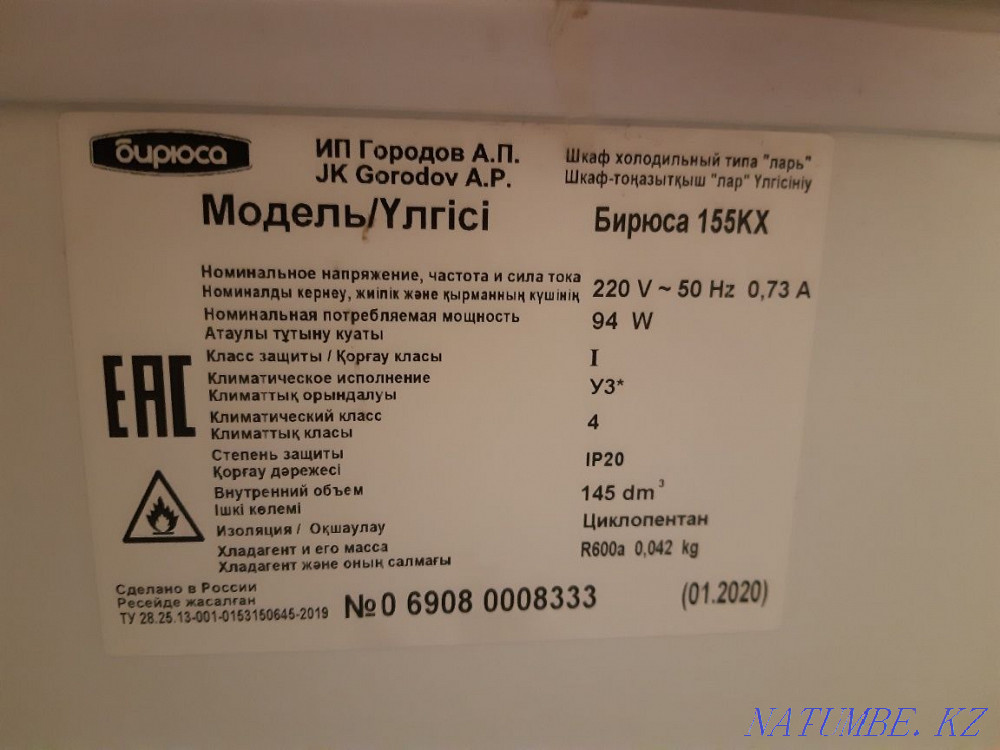 бирюса
ИП Городов А.П.
JK Gorodov A.P.
Шкаф холодильный типа "ларь"
Шкаф-тоңазытқыш "лар" Үлгісініу
Модель/Үлгісі
Бирюса 155KX
Номинальное напряжение, частота и сила тока
Номиналды кернеу, жиілік және қырманның күшінің
220 V ~ 50 Hz 0,73 A
Номинальная потребляемая мощность
Атаулы тұтыну куаты
94 W
Класс защиты / Қорғау класы
I
Климатическое исполнение
Климаттық орындалуы
У3*
Климатический класс
Климаттық класы
4
Степень защиты
Қорғау дәрежесі
IP20
Внутренний объем
Ішкі көлемі
145 dm³
Изоляция / Оқшаулау
Циклопентан
Хладагент и его масса
Хладагент және оның салмағы
R600a 0,042 kg
EAC
Сделано в России
Ресейде жасалған
ТУ 28.25.13-001-0153150645-2019
№0 6908 0008333
(01.2020)
NATUMBE.KZ